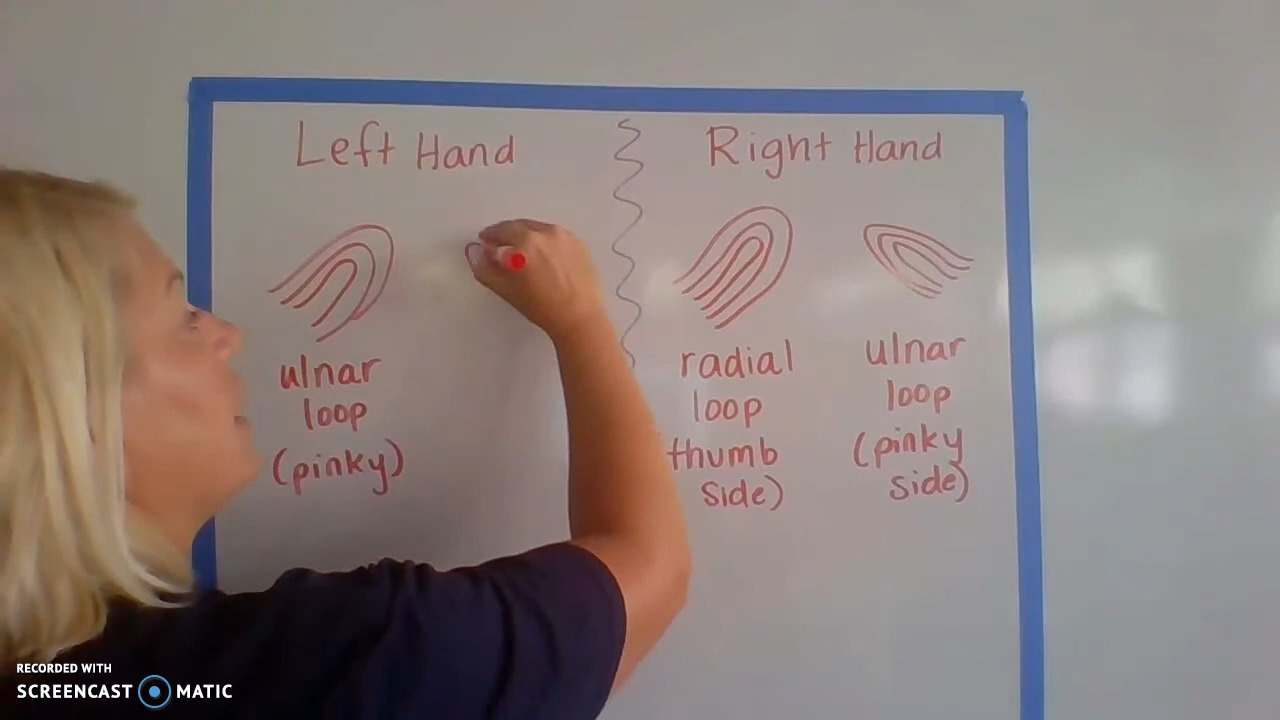 Left Hand
ulnar
loop
(pinky)
Right Hand
radial
loop
thumb
side)
ulnar
loop
(pinky
side)
RECORDED WITH
SCREENCAST MATIC